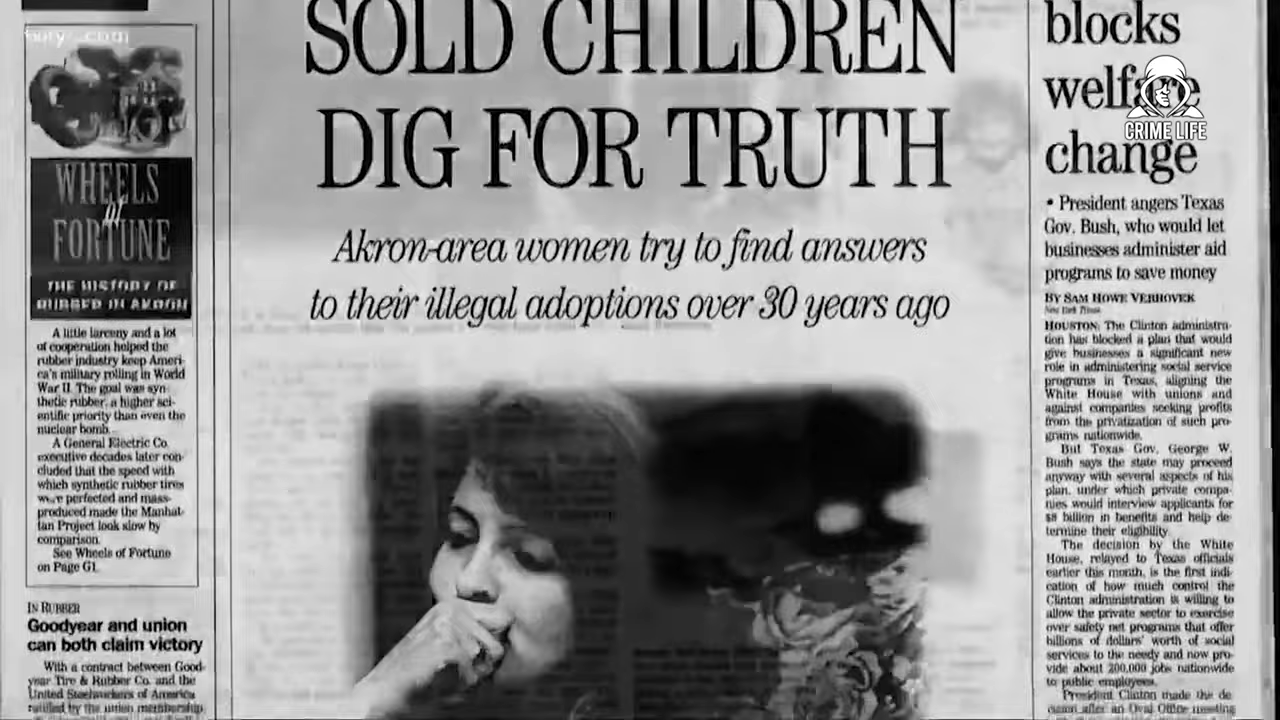 SOLD CHILDREN
DIG FOR TRUTH
Akron-area women try to find answers
to their illegal adoptions over 30 years ago
WHEELS
of
FORTUNE
THE HISTORY OF
RUBBER IN AKRON
A little larceny and a lot
of cooperation helped the
rubber industry keep Ameri-
ca's military rolling in World
War II. The goal was syn-
thetic rubber, a higher sci-
entific priority than even the
nuclear bomb.
A General Electric Co.
executive decades later con-
cluded that the speed with
which synthetic rubber tires
were perfected and mass-
produced made the Manhat-
tan Project look slow by
comparison.
See Wheels of Fortune
on Page G1.
IN RUBBER
Goodyear and union
can both claim victory
With a contract between Good-
year Tire & Rubber Co. and the
United Steelworkers of America
ratified by the union membership
blocks
welfare
change
CRIME LIFE
• President angers Texas
Gov. Bush, who would let
businesses administer aid
programs to save money
BY SAM HOWE VERHOVEK
New York Times
HOUSTON: The Clinton administra-
tion has blocked a plan that would
give businesses a significant new
role in administering social service
programs in Texas, aligning the
White House with unions and
against companies seeking profits
from the privatization of such pro-
grams nationwide.
But Texas Gov. George W.
Bush says the state may proceed
anyway with several aspects of his
plan, under which private compa-
nies would interview applicants for
$8 billion in benefits and help de-
termine their eligibility.
The decision by the White
House, relayed to Texas officials
earlier this month, is the first indi-
cation of how much control the
Clinton administration is willing to
allow the private sector to exercise
over safety net programs that offer
billions of dollars' worth of social
services to the needy and now pro-
vide about 200,000 jobs nationwide
to public employees.
President Clinton made the de-
cision after an Oval Office meeting